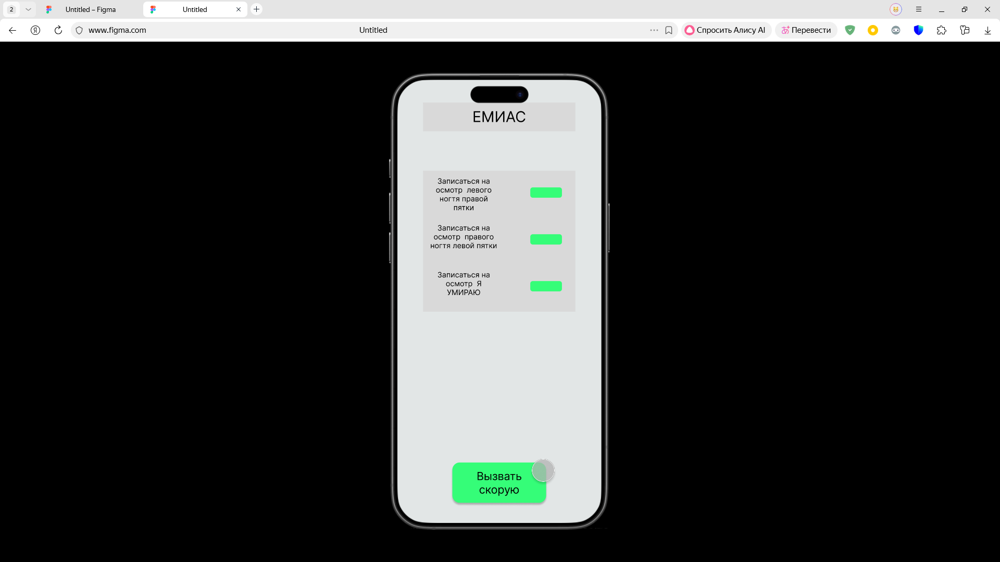 2
Untitled – Figma
Untitled
www.figma.com
Untitled
Спросить Алису AI
Перевести
ЕМИАС
Записаться на
осмотр  левого
ногтя правой
пятки
Записаться на
осмотр  правого
ногтя левой пятки
Записаться на
осмотр  Я
УМИРАЮ
Вызвать
скорую